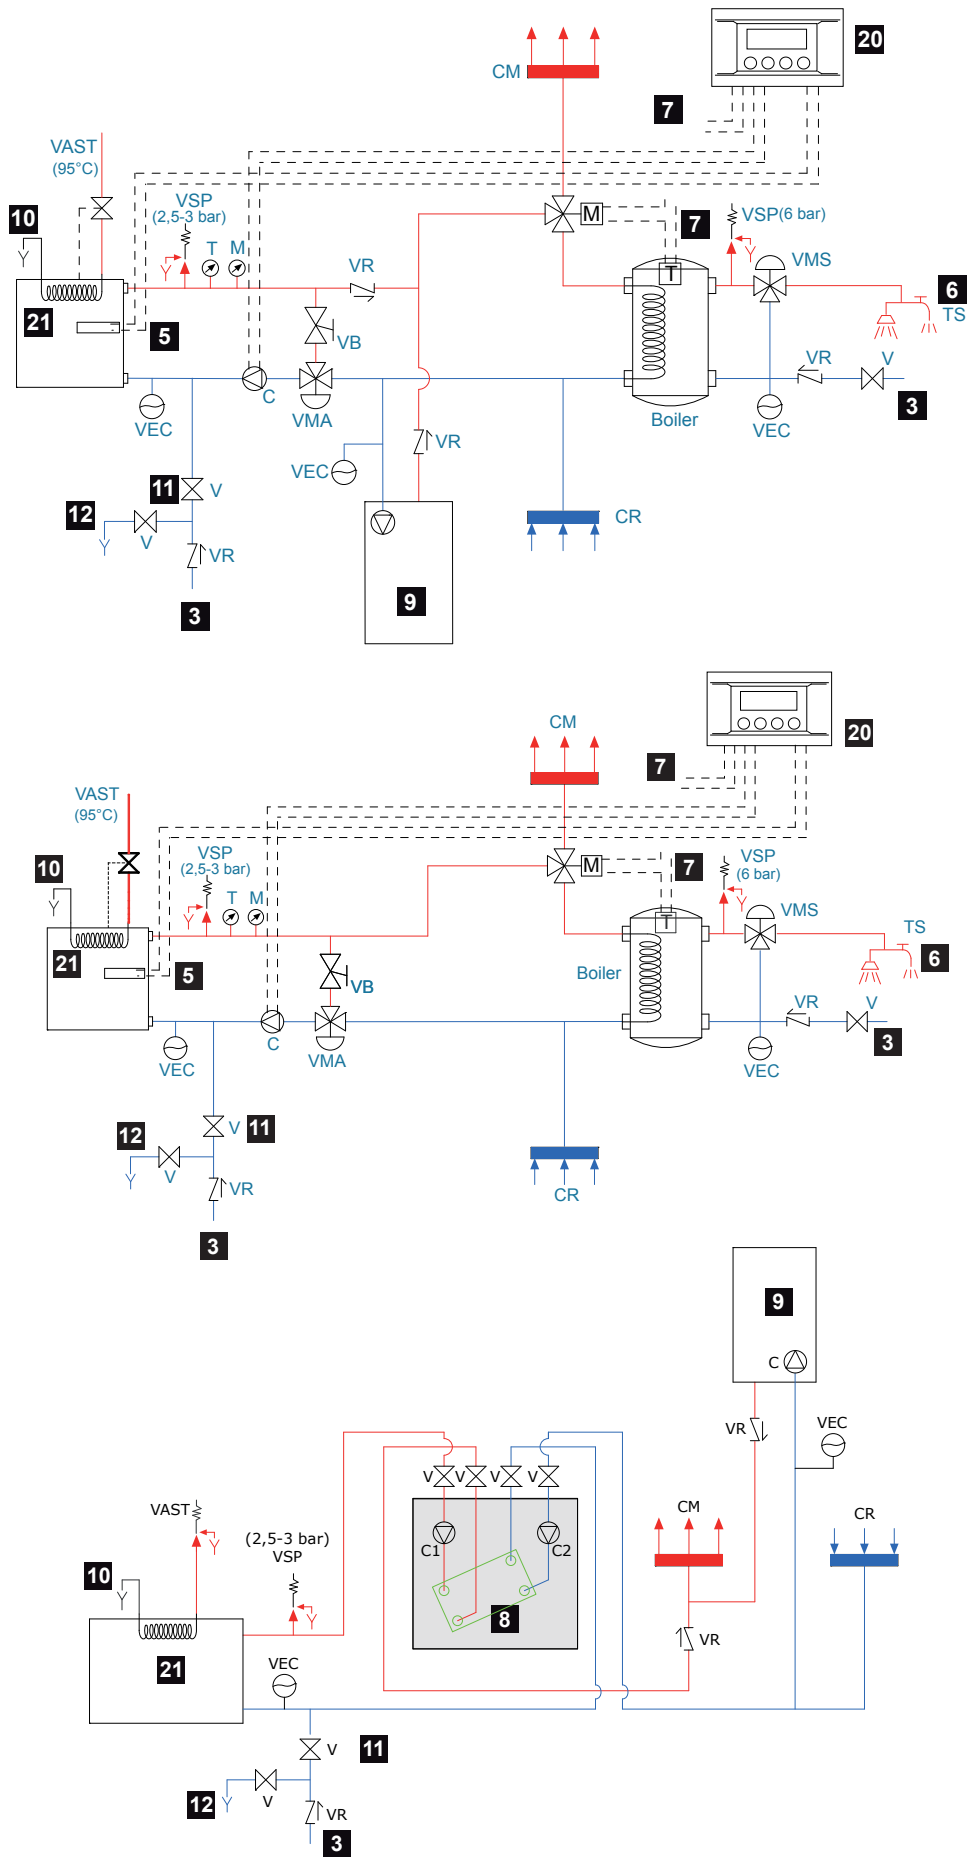 20
CM
7
VAST
(95°C)
VSP
(2,5-3 bar)
10
M
7
VSP (6 bar)
T
M
VR
VMS
T
6
TS
21
5
VB
VR
V
C
VMA
3
VEC
Boiler
VEC
VR
VEC
11
V
12
CR
V
VR
9
3
CM
20
7
VAST
(95°C)
VSP
(2,5-3 bar)
M
7
VSP
(6 bar)
10
T
M
VMS
T
TS
21
5
Boiler
6
VB
VR
V
C
VEC
VMA
3
VEC
V
11
12
V
VR
CR
3
9
C
VR
VEC
V
V
V
V
VAST
CM
CR
(2,5-3 bar)
VSP
C1
C2
10
8
VR
21
VEC
11
V
12
V
VR
3